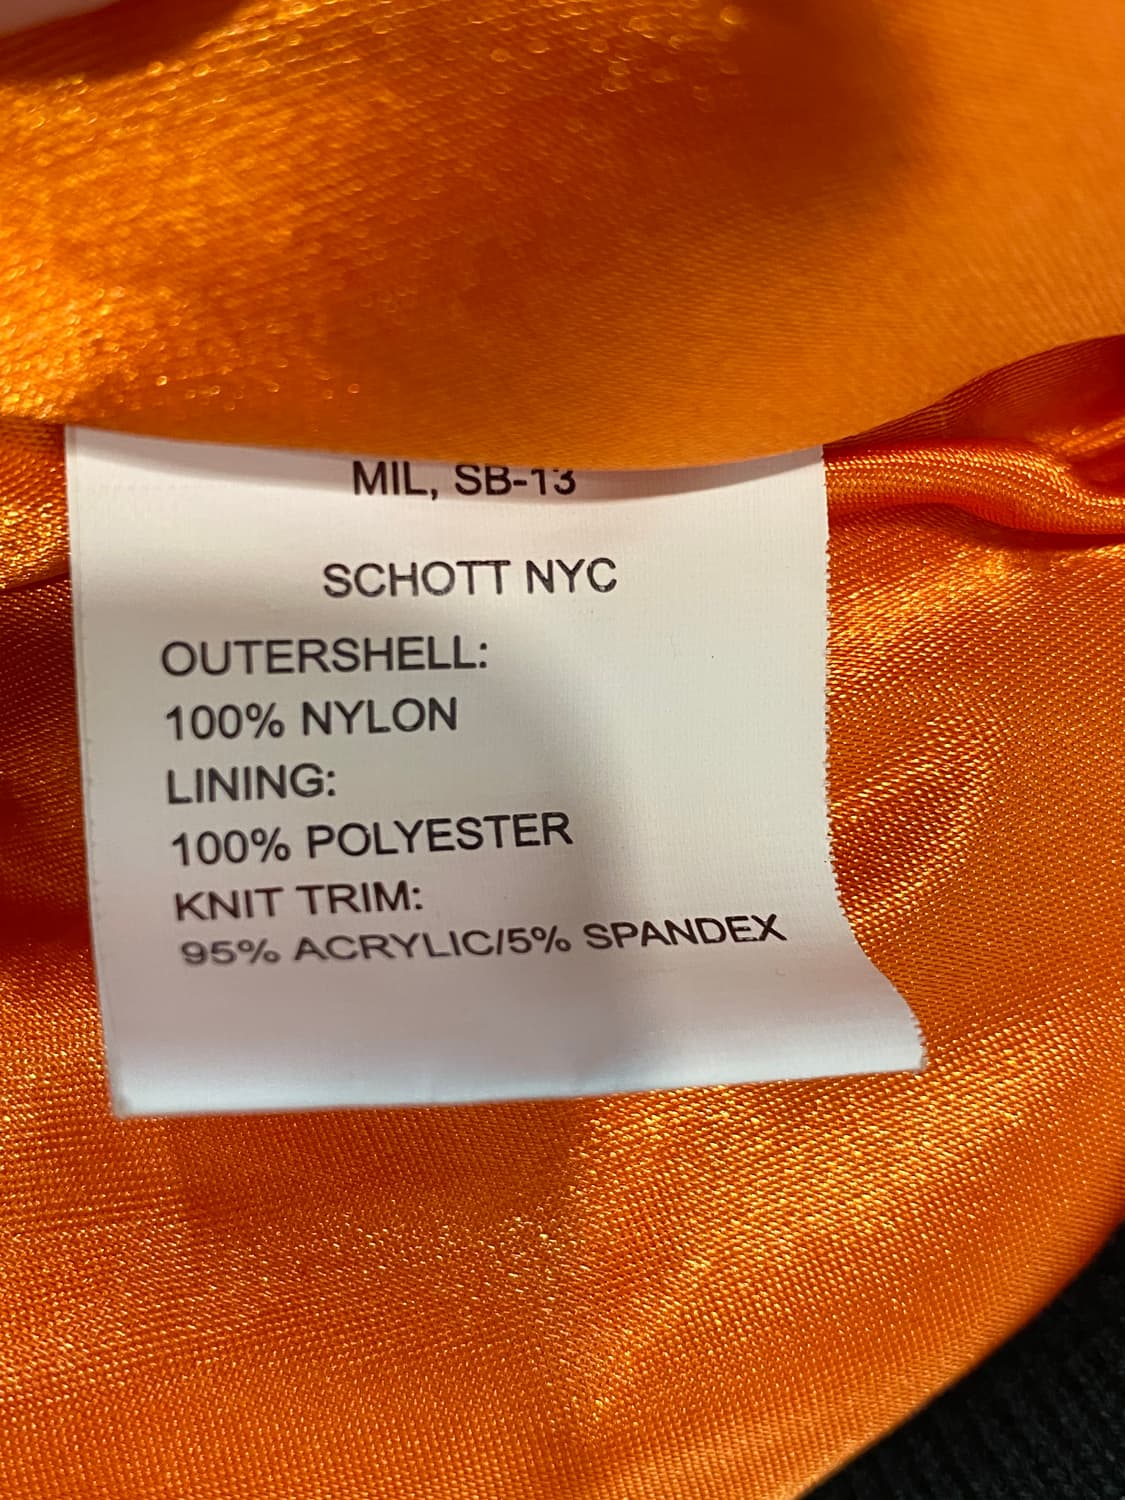 MIL, SB-13
SCHOTT NYC
OUTERSHELL:
100% NYLON
LINING:
100% POLYESTER
KNIT TRIM:
95% ACRYLIC/5% SPANDEX